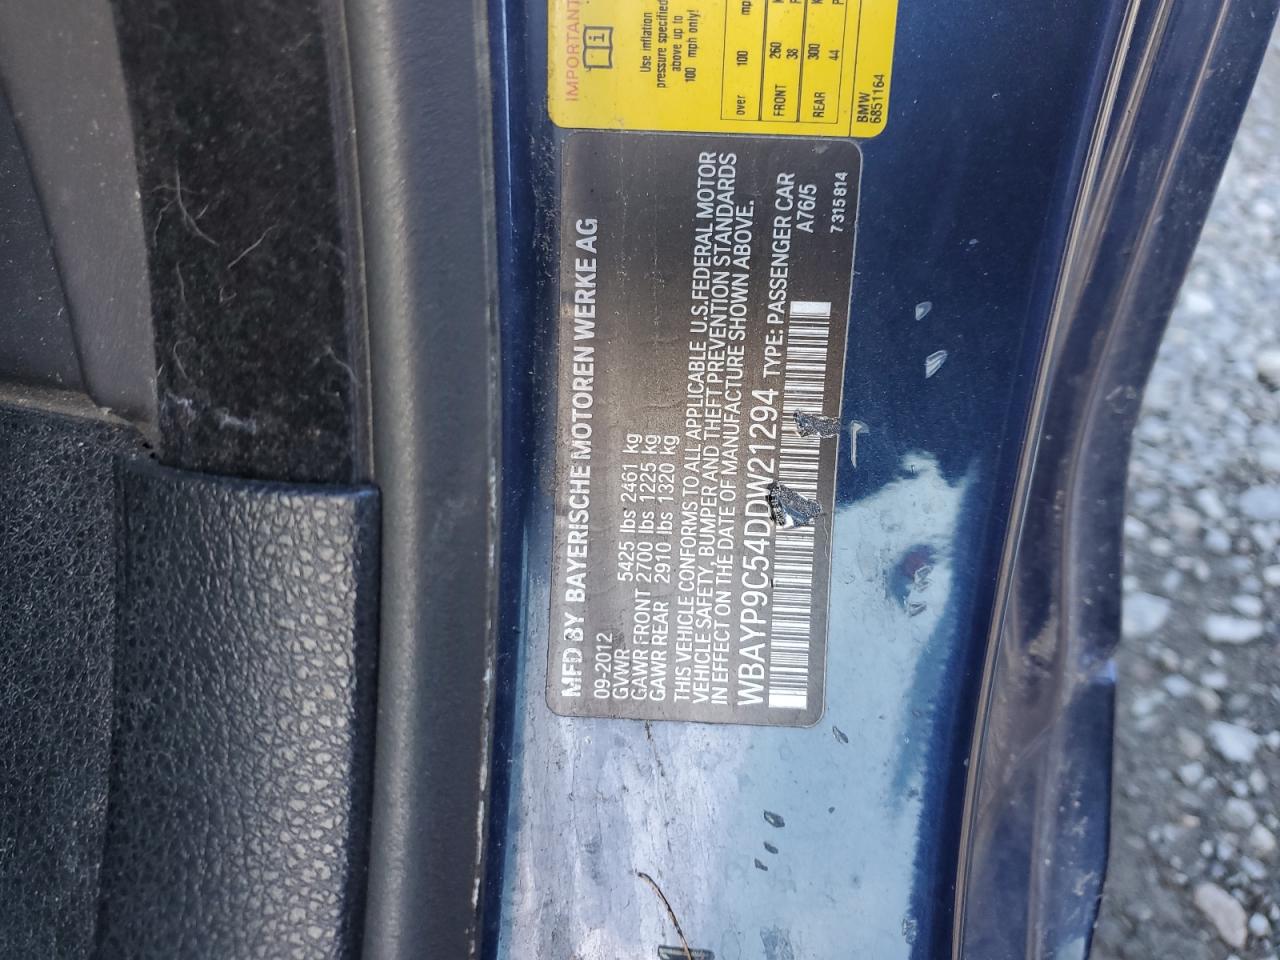 IMPORTANT
Use inflation
pressure specified
above up to
100 mph only!
over 100 mp
FRONT 260
38
REAR 300
44
BMW
6851164
MFD BY BAYERISCHE MOTOREN WERKE AG
09-2012
GVWR 5425 lbs 2461 kg
GAWR FRONT 2700 lbs 1225 kg
GAWR REAR 2910 lbs 1320 kg
THIS VEHICLE CONFORMS TO ALL APPLICABLE U.S.FEDERAL MOTOR
VEHICLE SAFETY, BUMPER AND THEFT PREVENTION STANDARDS
IN EFFECT ON THE DATE OF MANUFACTURE SHOWN ABOVE.
WBAYP9C54DDW21294 TYPE: PASSENGER CAR
A76/5
7 315 814